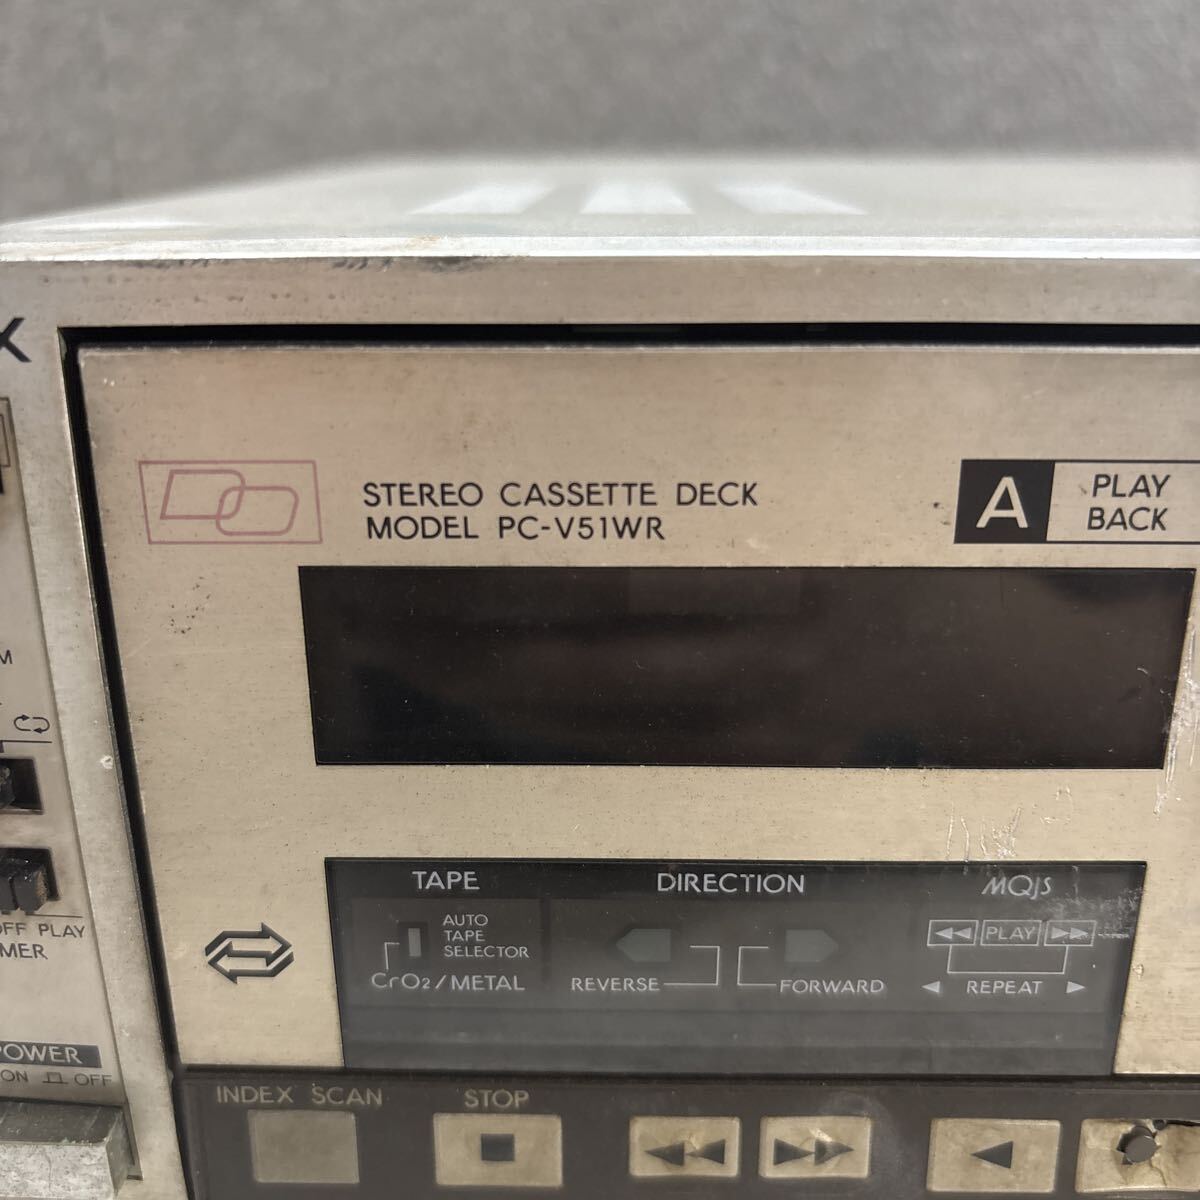 X
DO
STEREO CASSETTE DECK
MODEL PC-V51WR
A
PLAY
BACK
M
TAPE
AUTO
TAPE
SELECTOR
CrO2/METAL
DIRECTION
REVERSE
FORWARD
MQJS
PLAY
REPEAT
OFF PLAY
MER
POWER
ON OFF
INDEX SCAN
STOP